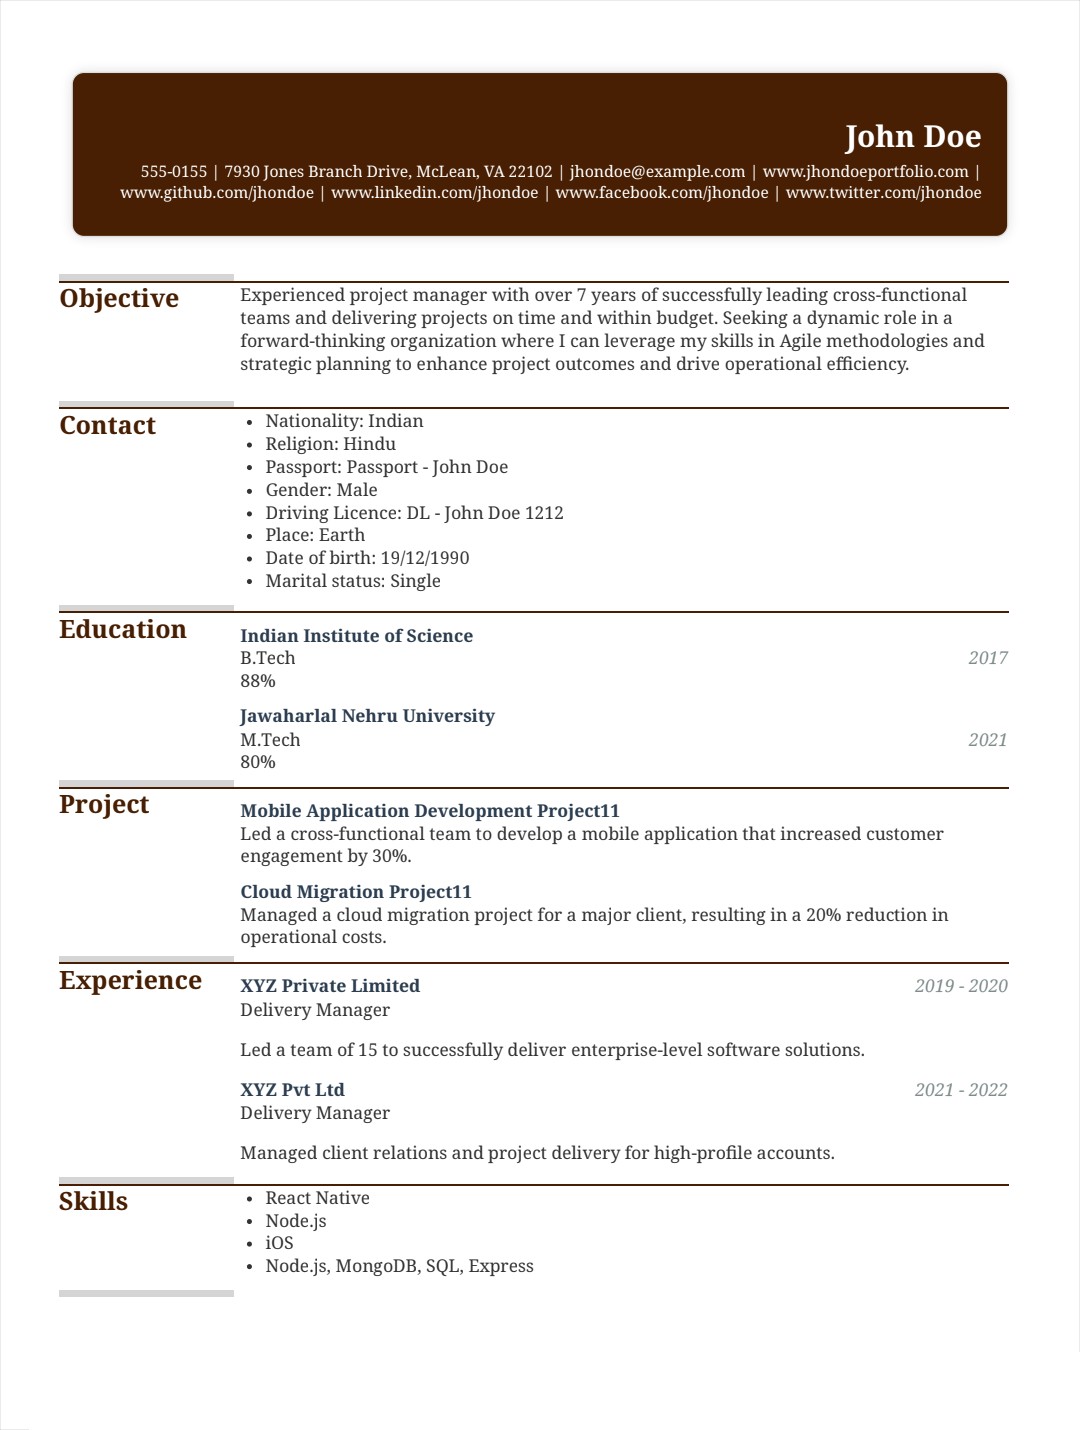 John Doe
555-0155 | 7930 Jones Branch Drive, McLean, VA 22102 | jhondoe@example.com | www.jhondoeportfolio.com |
www.github.com/jhondoe | www.linkedin.com/jhondoe | www.facebook.com/jhondoe | www.twitter.com/jhondoe
Objective
Experienced project manager with over 7 years of successfully leading cross-functional
teams and delivering projects on time and within budget. Seeking a dynamic role in a
forward-thinking organization where I can leverage my skills in Agile methodologies and
strategic planning to enhance project outcomes and drive operational efficiency.
Contact
• Nationality: Indian
• Religion: Hindu
• Passport: Passport - John Doe
• Gender: Male
• Driving Licence: DL - John Doe 1212
• Place: Earth
• Date of birth: 19/12/1990
• Marital status: Single
Education
Indian Institute of Science
B.Tech 2017
88%
Jawaharlal Nehru University
M.Tech 2021
80%
Project
Mobile Application Development Project11
Led a cross-functional team to develop a mobile application that increased customer
engagement by 30%.
Cloud Migration Project11
Managed a cloud migration project for a major client, resulting in a 20% reduction in
operational costs.
Experience
XYZ Private Limited 2019 - 2020
Delivery Manager
Led a team of 15 to successfully deliver enterprise-level software solutions.
XYZ Pvt Ltd 2021 - 2022
Delivery Manager
Managed client relations and project delivery for high-profile accounts.
Skills
• React Native
• Node.js
• iOS
• Node.js, MongoDB, SQL, Express